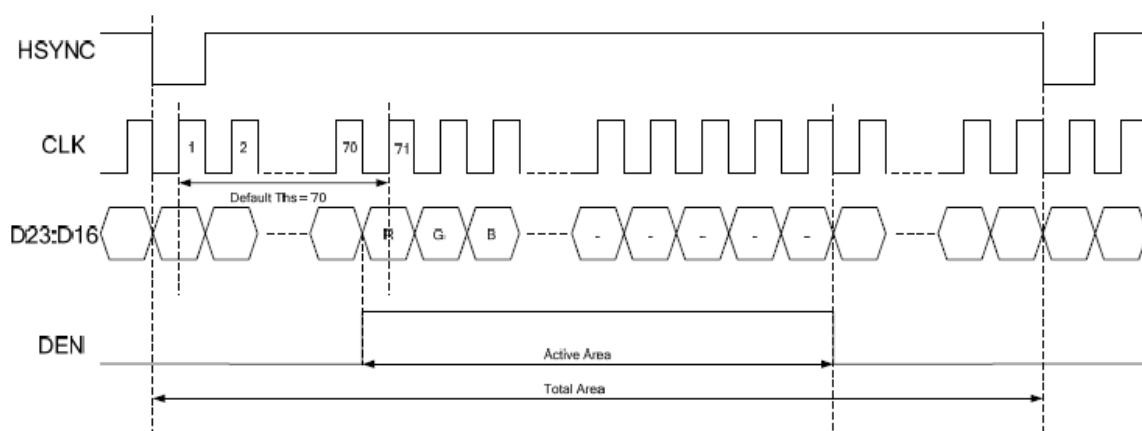 HSYNC
CLK
1 2 70 71
Default Ths = 70
D23:D16
R G B - - - - -
DEN
Active Area
Total Area